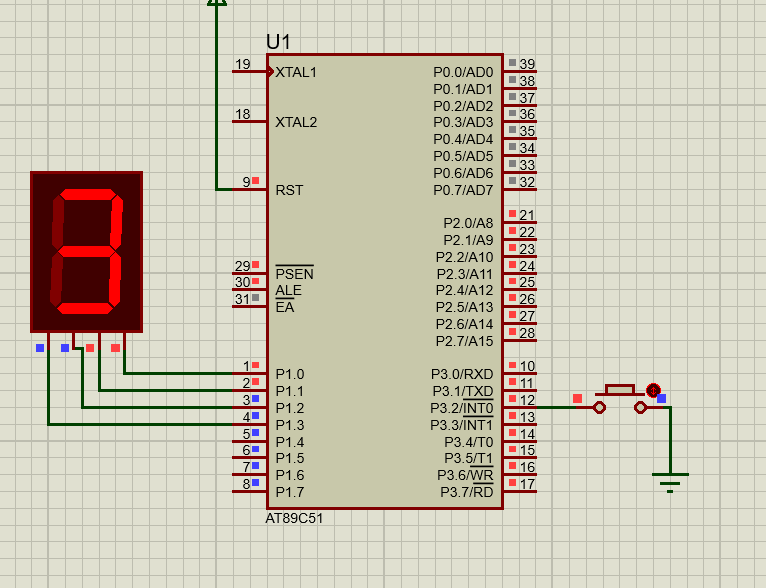 U1
19 XTAL1 P0.0/AD0 39
P0.1/AD1 38
P0.2/AD2 37
18 XTAL2 P0.3/AD3 36
P0.4/AD4 35
P0.5/AD5 34
P0.6/AD6 33
9 RST P0.7/AD7 32
P2.0/A8 21
P2.1/A9 22
P2.2/A10 23
29 PSEN P2.3/A11 24
30 ALE P2.4/A12 25
31 EA P2.5/A13 26
P2.6/A14 27
P2.7/A15 28
1 P1.0 P3.0/RXD 10
2 P1.1 P3.1/TXD 11
3 P1.2 P3.2/INT0 12
4 P1.3 P3.3/INT1 13
5 P1.4 P3.4/T0 14
6 P1.5 P3.5/T1 15
7 P1.6 P3.6/WR 16
8 P1.7 P3.7/RD 17
AT89C51
3